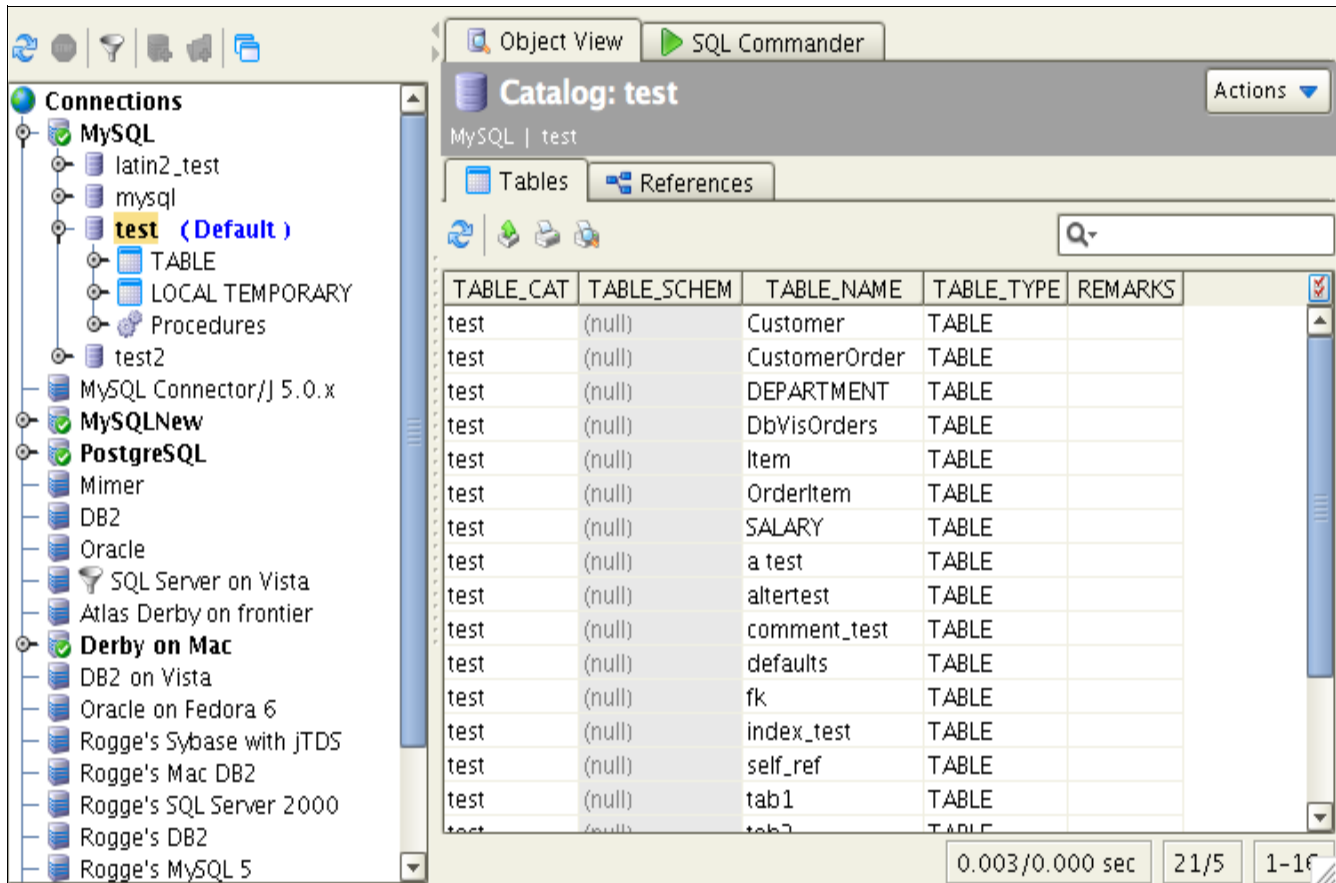 Connections
MySQL
latin2_test
mysql
test (Default)
TABLE
LOCAL TEMPORARY
Procedures
test2
MySQL Connector/J 5.0.x
MySQLNew
PostgreSQL
Mimer
DB2
Oracle
SQL Server on Vista
Atlas Derby on frontier
Derby on Mac
DB2 on Vista
Oracle on Fedora 6
Rogge's Sybase with jTDS
Rogge's Mac DB2
Rogge's SQL Server 2000
Rogge's DB2
Rogge's MySQL 5
Object View SQL Commander
Catalog: test Actions
MySQL | test
Tables References
TABLE_CAT TABLE_SCHEM TABLE_NAME TABLE_TYPE REMARKS
test (null) Customer TABLE
test (null) CustomerOrder TABLE
test (null) DEPARTMENT TABLE
test (null) DbVisOrders TABLE
test (null) Item TABLE
test (null) OrderItem TABLE
test (null) SALARY TABLE
test (null) a test TABLE
test (null) altertest TABLE
test (null) comment_test TABLE
test (null) defaults TABLE
test (null) fk TABLE
test (null) index_test TABLE
test (null) self_ref TABLE
test (null) tab1 TABLE
test (null) TABLE
0.003/0.000 sec 21/5